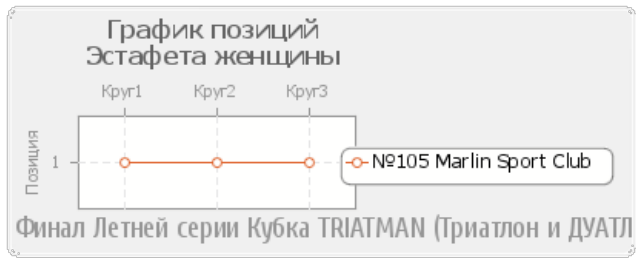 График позиций
Эстафета женщины
Круг1 Круг2 Круг3
Позиция
1
№105 Marlin Sport Club
Финал Летней серии Кубка TRIATMAN (Триатлон и ДУАТЛ